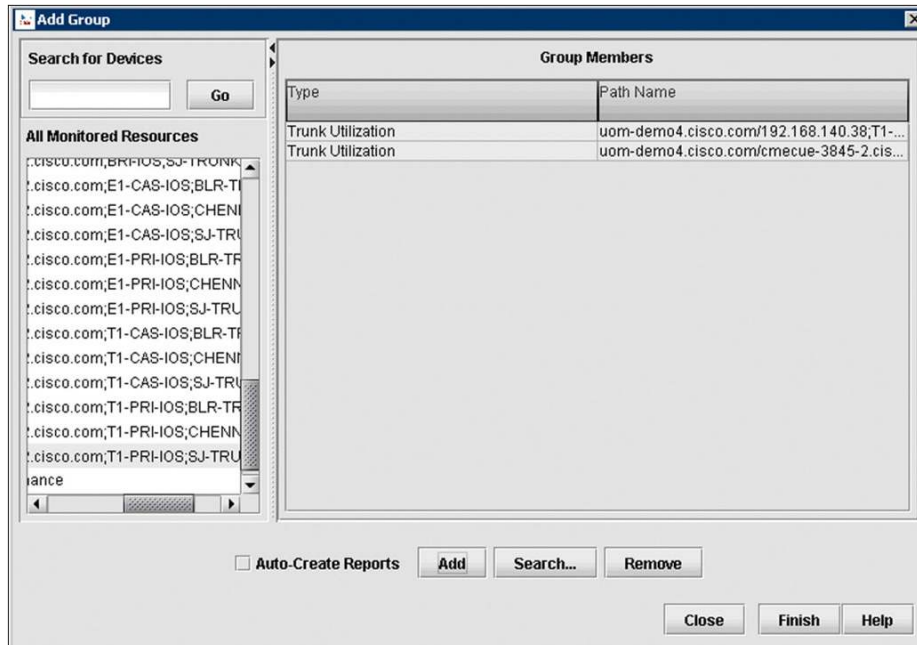 Add Group
Search for Devices
Go
All Monitored Resources
.cisco.com;BRI-IOS;SJ-TRUNK
.cisco.com;E1-CAS-IOS;BLR-T
.cisco.com;E1-CAS-IOS;CHEN
.cisco.com;E1-CAS-IOS;SJ-TRU
.cisco.com;E1-PRI-IOS;BLR-TR
.cisco.com;E1-PRI-IOS;CHENN
.cisco.com;E1-PRI-IOS;SJ-TRU
.cisco.com;T1-CAS-IOS;BLR-T
.cisco.com;T1-CAS-IOS;CHEN
.cisco.com;T1-CAS-IOS;SJ-TRU
.cisco.com;T1-PRI-IOS;BLR-TR
.cisco.com;T1-PRI-IOS;CHENN
.cisco.com;T1-PRI-IOS;SJ-TRU
ance
Group Members
Type Path Name
Trunk Utilization uom-demo4.cisco.com/192.168.140.38;T1-...
Trunk Utilization uom-demo4.cisco.com/cmecue-3845-2.cis...
Auto-Create Reports Add Search... Remove
Close Finish Help